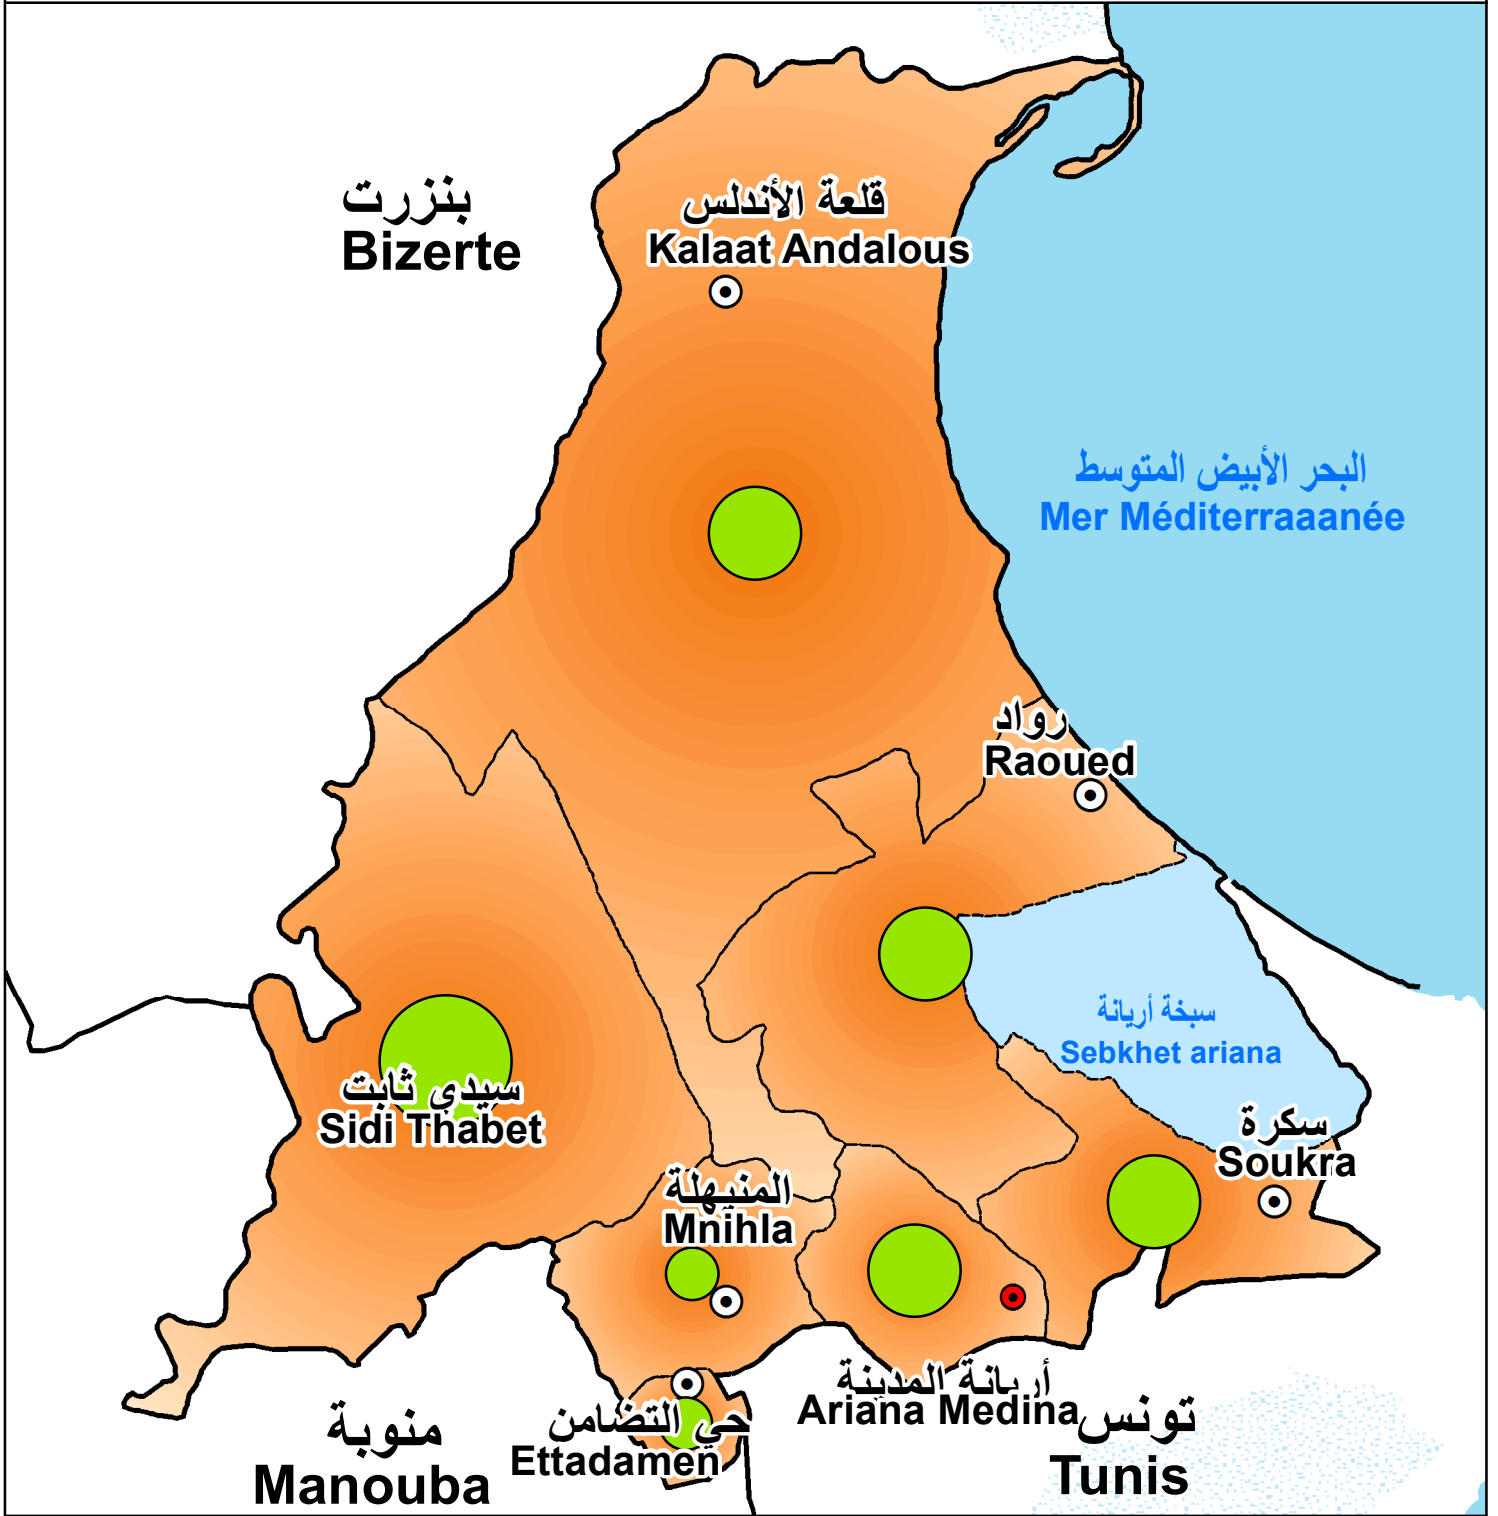 بنزرت
Bizerte
قلعة الأندلس
Kalaat Andalous
البحر الأبيض المتوسط
Mer Méditerraaanée
رواد
Raoued
سبخة أريانة
Sebkhet ariana
سيدي ثابت
Sidi Thabet
سكرة
Soukra
المنيهلة
Mnihla
أريانة المدينة
Ariana Medina
حي التضامن
Ettadamen
منوبة
Manouba
تونس
Tunis